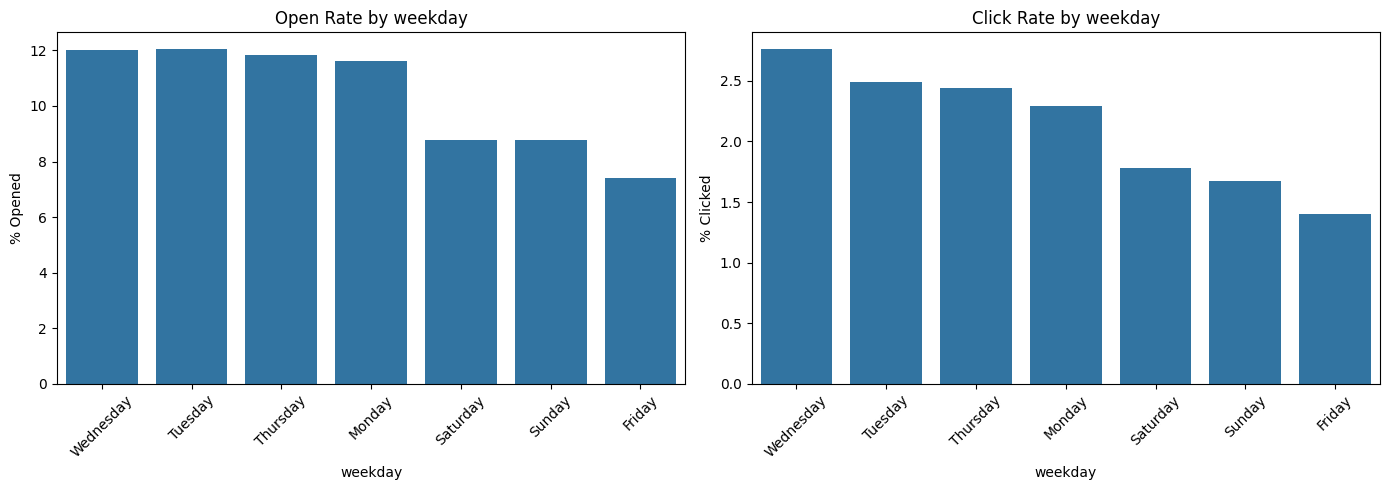 Open Rate by weekday
% Opened
12
10
8
6
4
2
0
Wednesday
Tuesday
Thursday
Monday
Saturday
Sunday
Friday
weekday
Click Rate by weekday
% Clicked
2.5
2.0
1.5
1.0
0.5
0.0
Wednesday
Tuesday
Thursday
Monday
Saturday
Sunday
Friday
weekday